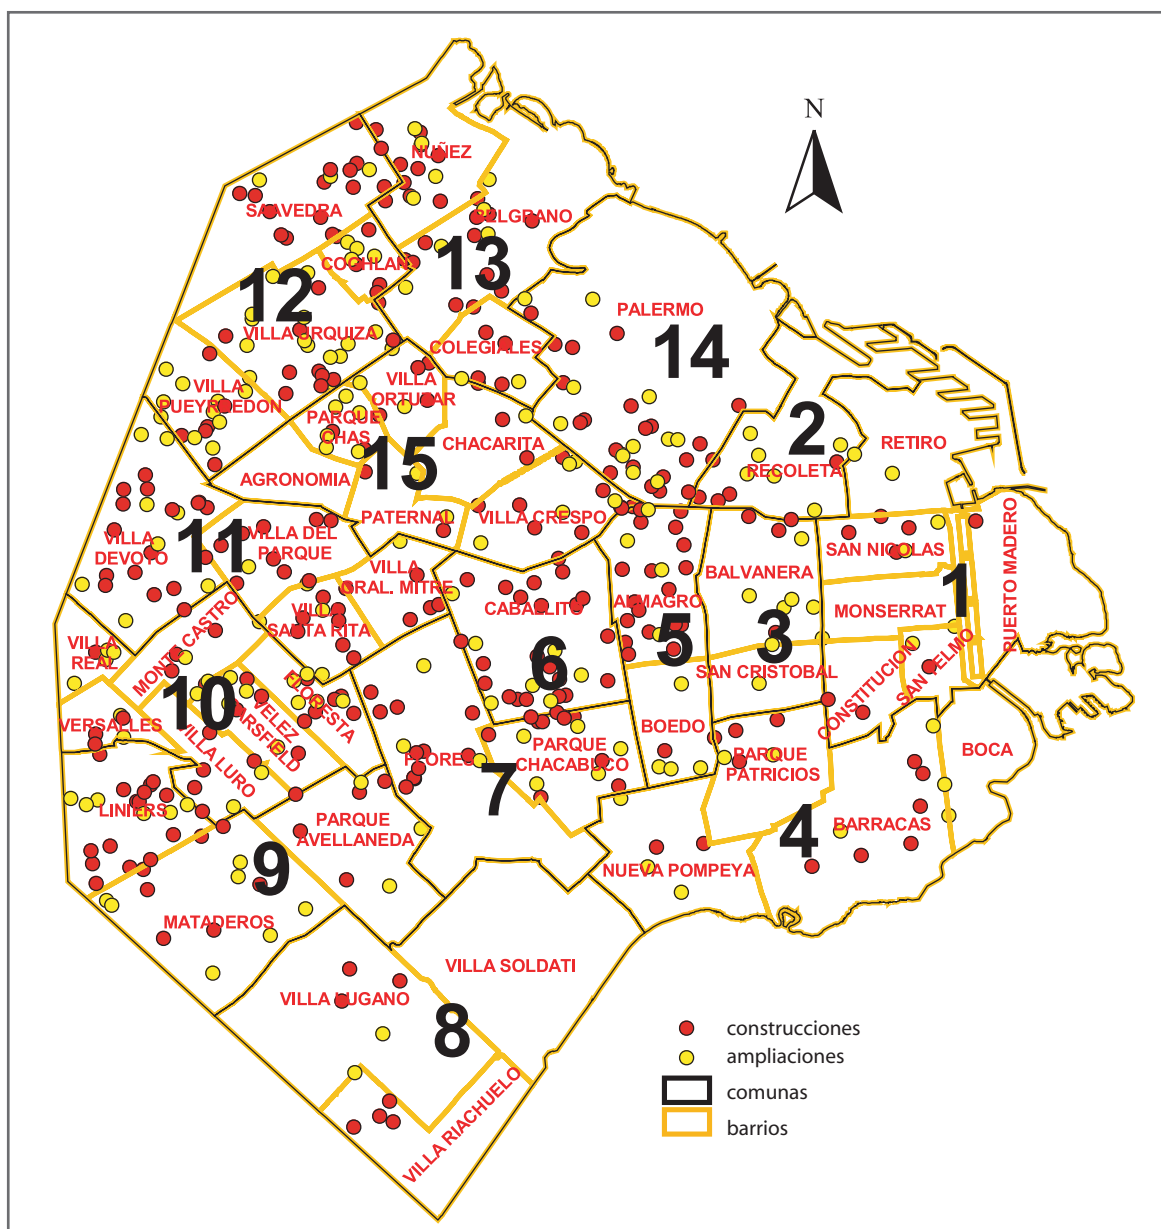 N
NUÑEZ
SAAVEDRA
BELGRANO
COGHLAN
13
12
PALERMO
VILLA URQUIZA
COLEGIALES
14
VILLA
PUEYRREDON
VILLA
ORTUZAR
PARQUE
CHAS
CHACARITA
2
RETIRO
RECOLETA
15
AGRONOMIA
PATERNAL
VILLA CRESPO
PUERTO MADERO
VILLA
DEVOTO
11
VILLA DEL
PARQUE
SAN NICOLAS
VILLA
GRAL. MITRE
BALVANERA
1
CABALLITO
ALMAGRO
MONSERRAT
VILLA
SANTA RITA
MONTE CASTRO
VILLA
REAL
6
5
3
SAN CRISTOBAL
CONSTITUCION
SAN TELMO
10
FLORESTA
VELEZ
SARSFIELD
VERSALLES
VILLA LURO
BOEDO
BOCA
PARQUE
CHACABUCO
PARQUE
PATRICIOS
FLORES
7
LINIERS
PARQUE
AVELLANEDA
4
BARRACAS
9
NUEVA POMPEYA
MATADEROS
VILLA SOLDATI
VILLA LUGANO
8
VILLA RIACHUELO
construcciones
ampliaciones
comunas
barrios